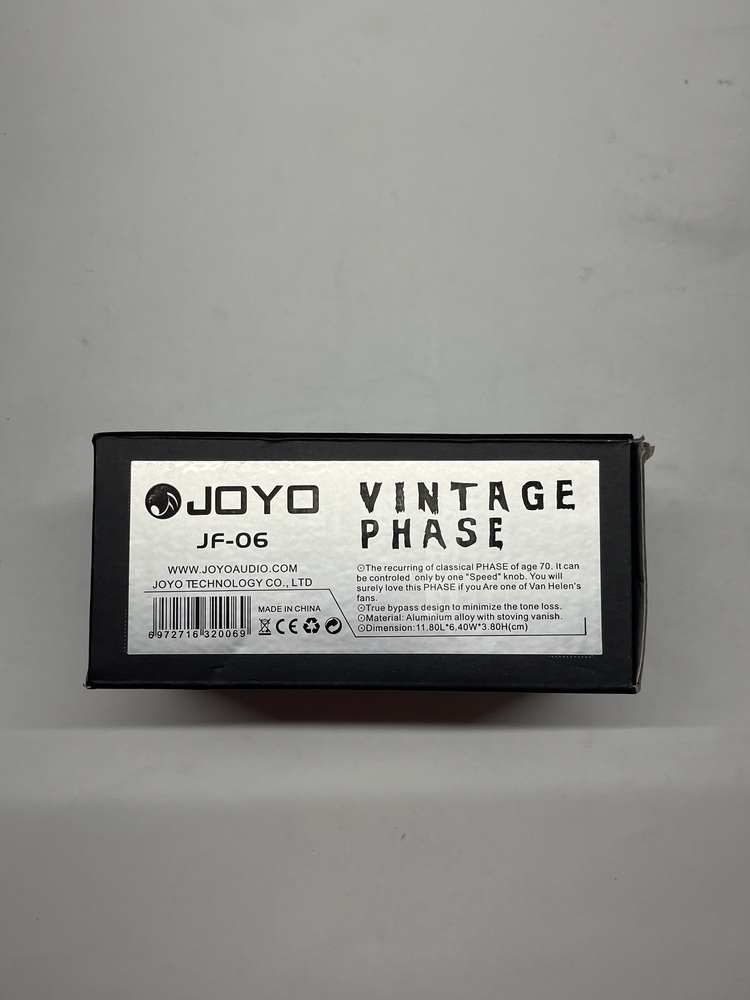 JOYO
JF-06
WWW.JOYOAUDIO.COM
JOYO TECHNOLOGY CO., LTD
6 972716 320069
MADE IN CHINA
CE
VINTAGE
PHASE
⊙The recurring of classical PHASE of age 70. It can
be controled only by one "Speed" knob. You will
surely love this PHASE if you Are one of Van Helen's
fans.
⊙True bypass design to minimize the tone loss.
⊙Material: Aluminium alloy with stoving vanish.
⊙Dimension:11.80L*6.40W*3.80H(cm)